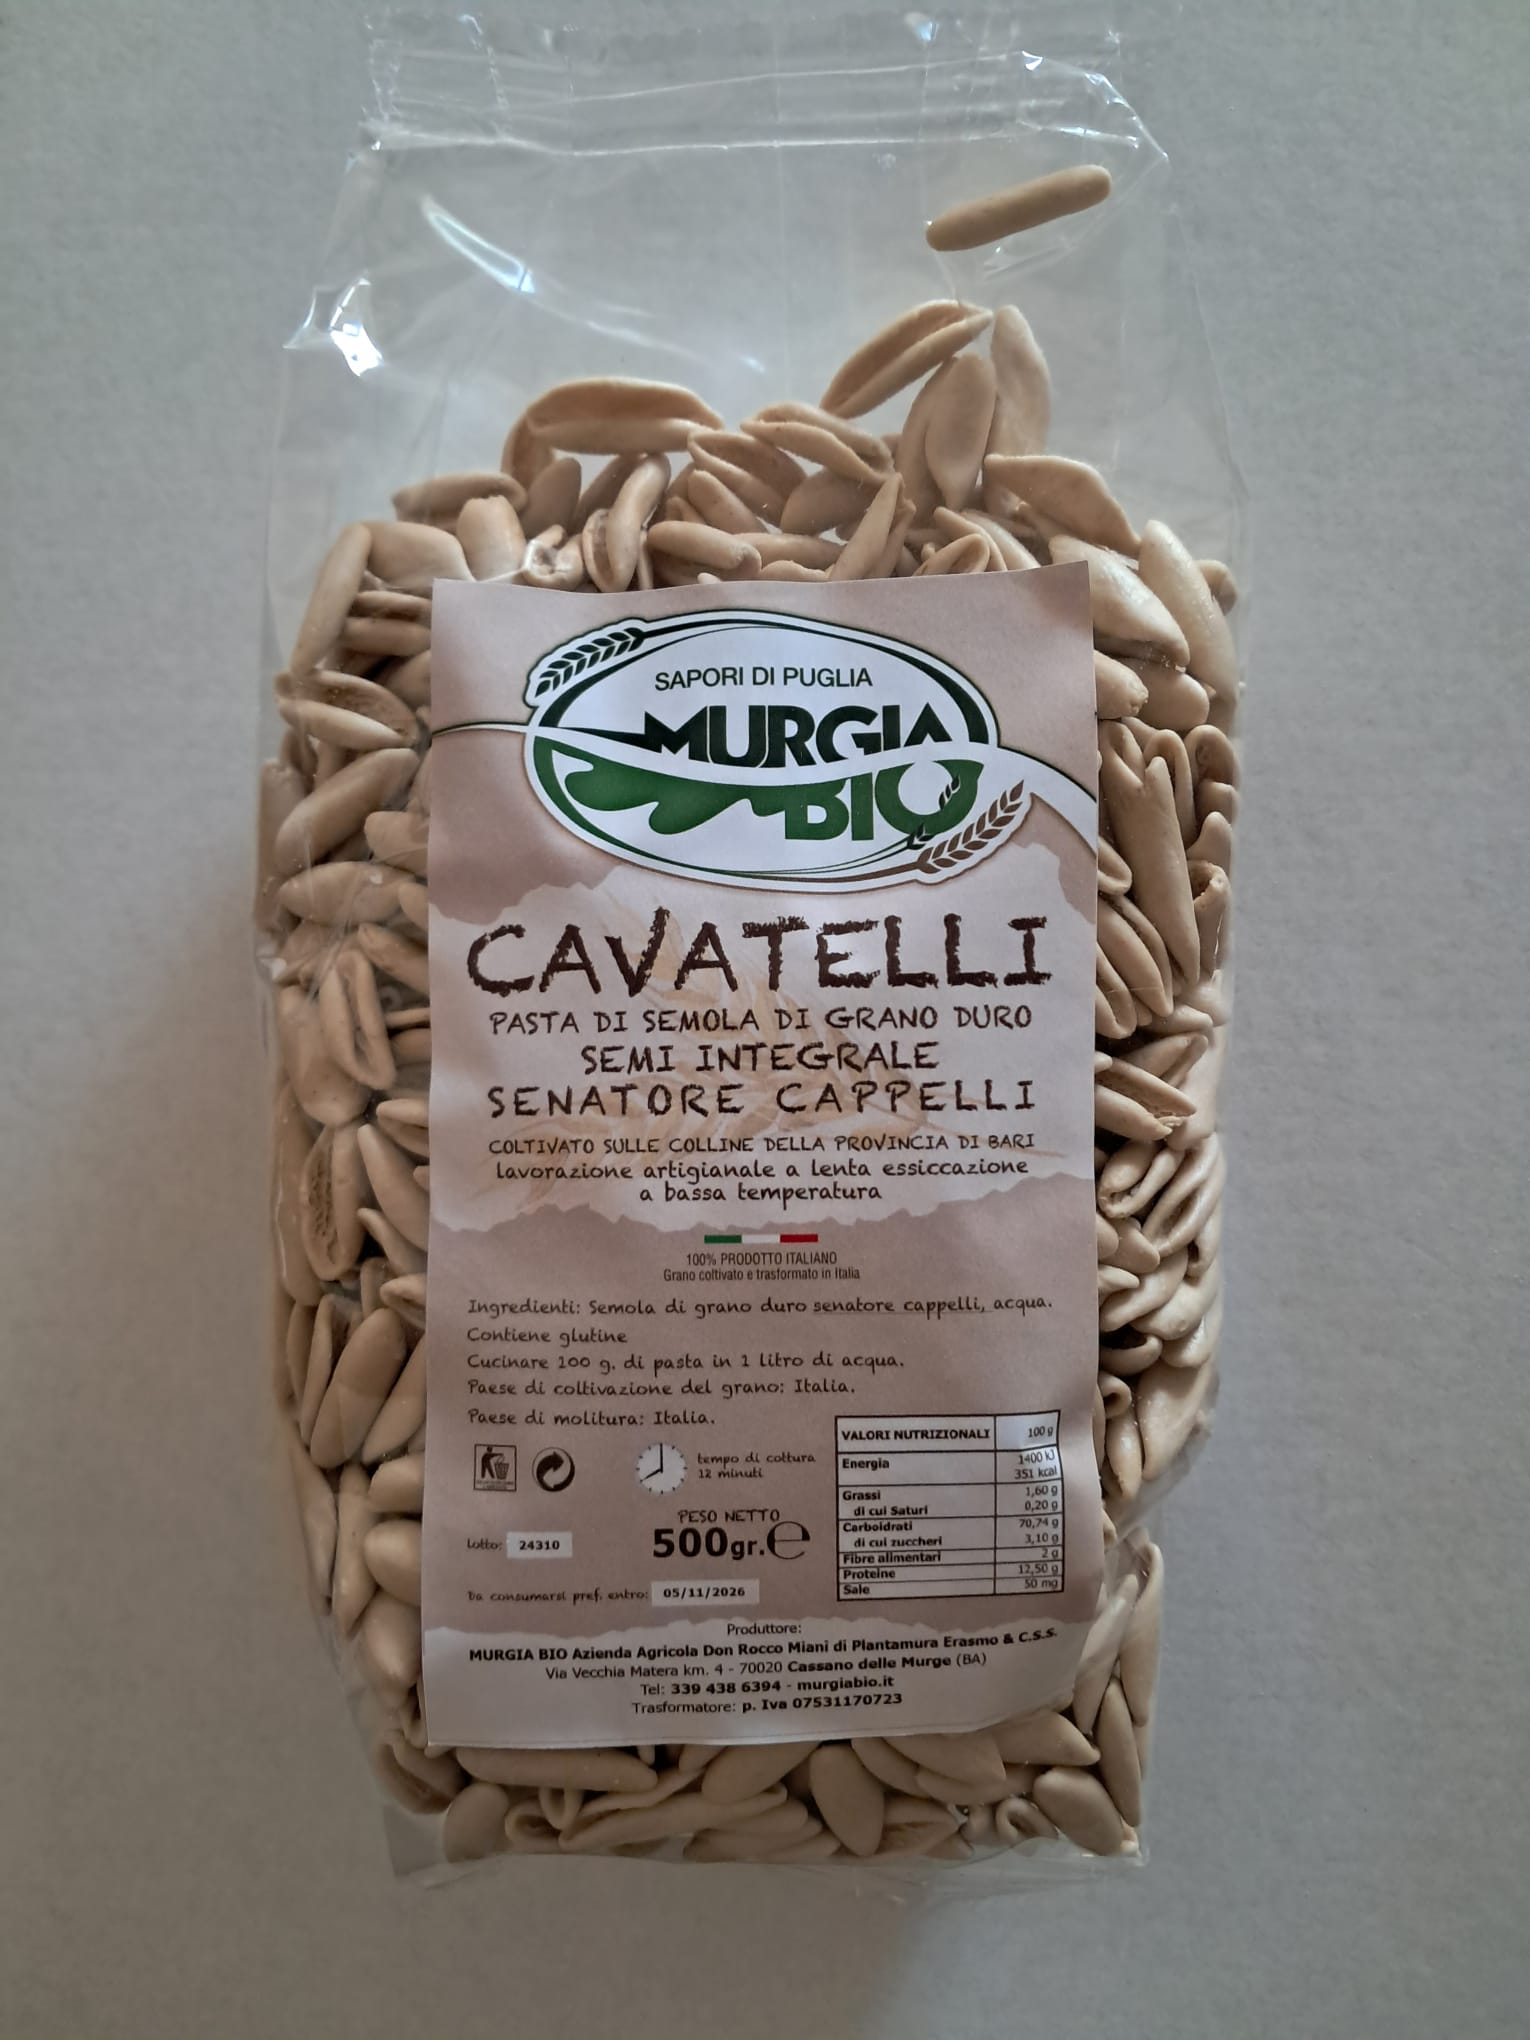 SAPORI DI PUGLIA
MURGIA
BIO
CAVATELLI
PASTA DI SEMOLA DI GRANO DURO
SEMI INTEGRALE
SENATORE CAPPELLI
COLTIVATO SULLE COLLINE DELLA PROVINCIA DI BARI
lavorazione artigianale a lenta essiccazione
a bassa temperatura
100% PRODOTTO ITALIANO
Grano coltivato e trasformato in Italia
Ingredienti: Semola di grano duro senatore cappelli, acqua.
Contiene glutine
Cucinare 100 g. di pasta in 1 litro di acqua.
Paese di coltivazione del grano: Italia.
Paese di molitura: Italia.
tempo di cottura
12 minuti
PESO NETTO
500gr.e
Lotto: 24310
Da consumarsi pref. entro: 05/11/2026
VALORI NUTRIZIONALI 100 g
Energia 1400 kJ
351 kcal
Grassi 1,60 g
di cui Saturi 0,20 g
Carboidrati 70,74 g
di cui zuccheri 3,10 g
Fibre alimentari 2 g
Proteine 12,50 g
Sale 50 mg
Produttore:
MURGIA BIO Azienda Agricola Don Rocco Miani di Plantamura Erasmo & C.S.S.
Via Vecchia Matera km. 4 - 70020 Cassano delle Murge (BA)
Tel: 339 438 6394 - murgiabio.it
Trasformatore: p. Iva 07531170723